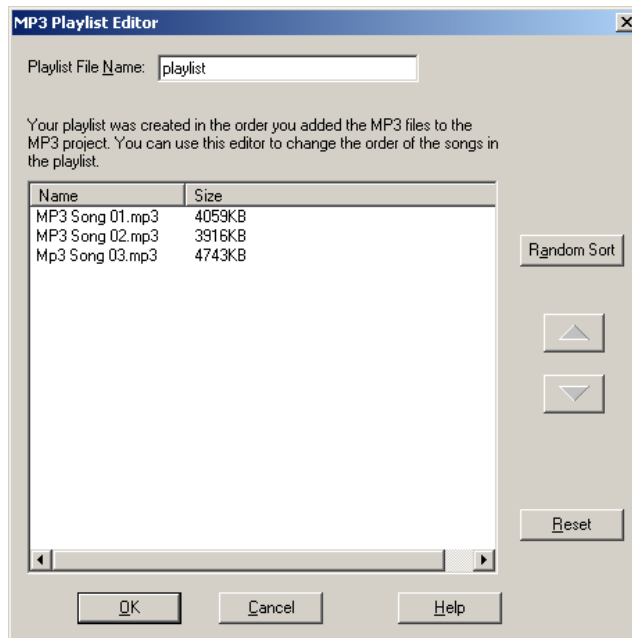 MP3 Playlist Editor
Playlist File Name: playlist
Your playlist was created in the order you added the MP3 files to the
MP3 project. You can use this editor to change the order of the songs in
the playlist.
Name Size
MP3 Song 01.mp3 4059KB
MP3 Song 02.mp3 3916KB
Mp3 Song 03.mp3 4743KB
Random Sort
Reset
OK Cancel Help